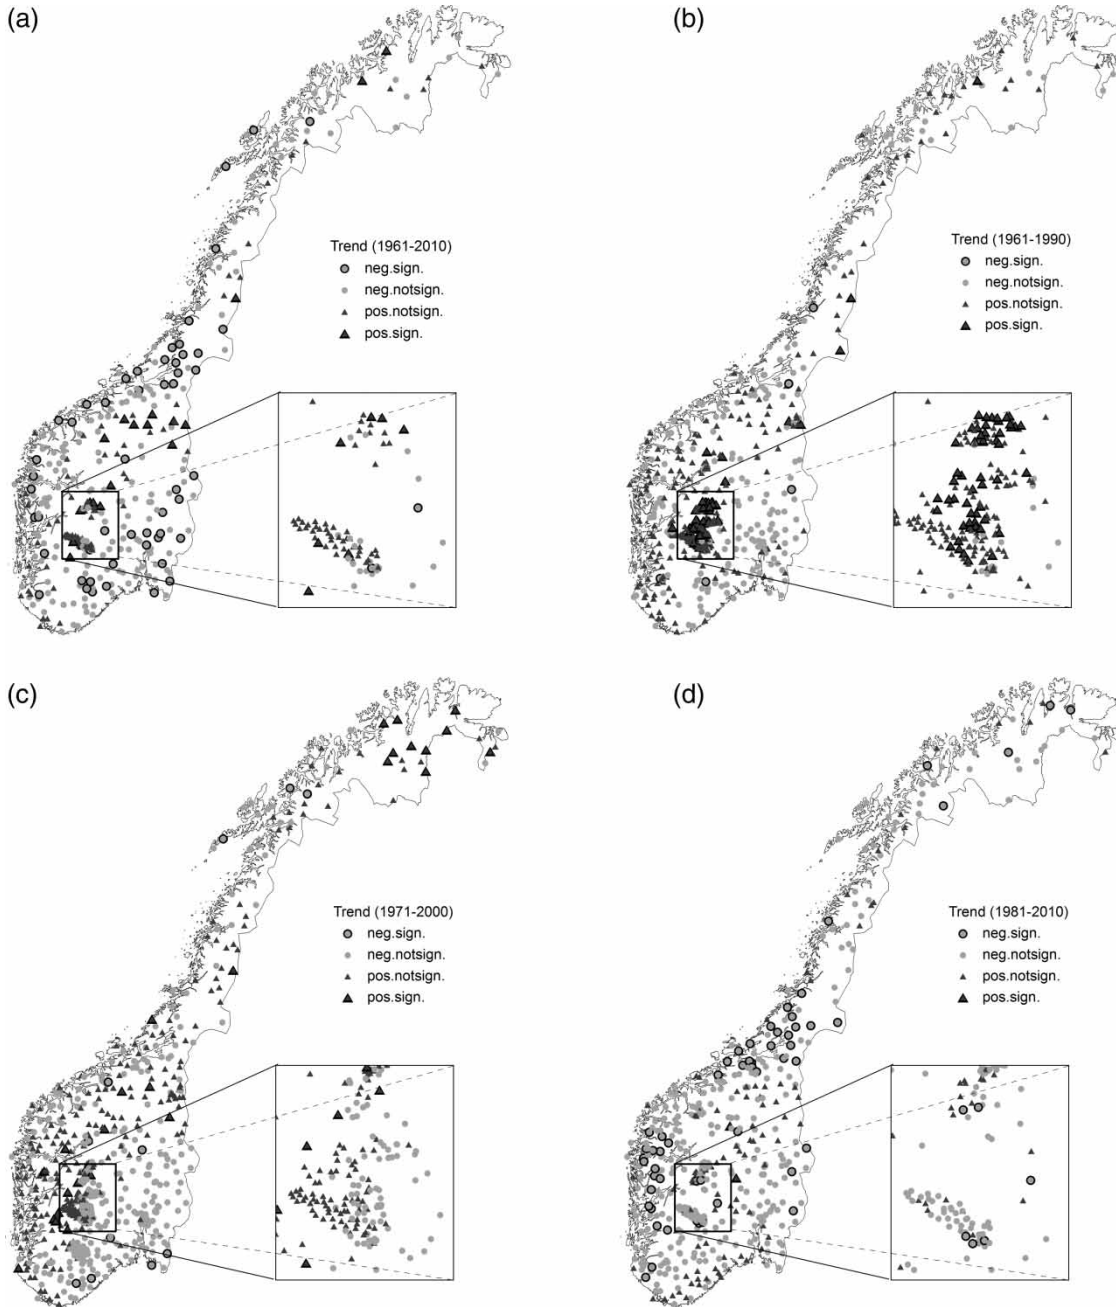 (a)
(b)
Trend (1961-2010)
neg.sign.
neg.notsign.
pos.notsign.
pos.sign.
Trend (1961-1990)
neg.sign.
neg.notsign.
pos.notsign.
pos.sign.
(c)
(d)
Trend (1971-2000)
neg.sign.
neg.notsign.
pos.notsign.
pos.sign.
Trend (1981-2010)
neg.sign.
neg.notsign.
pos.notsign.
pos.sign.